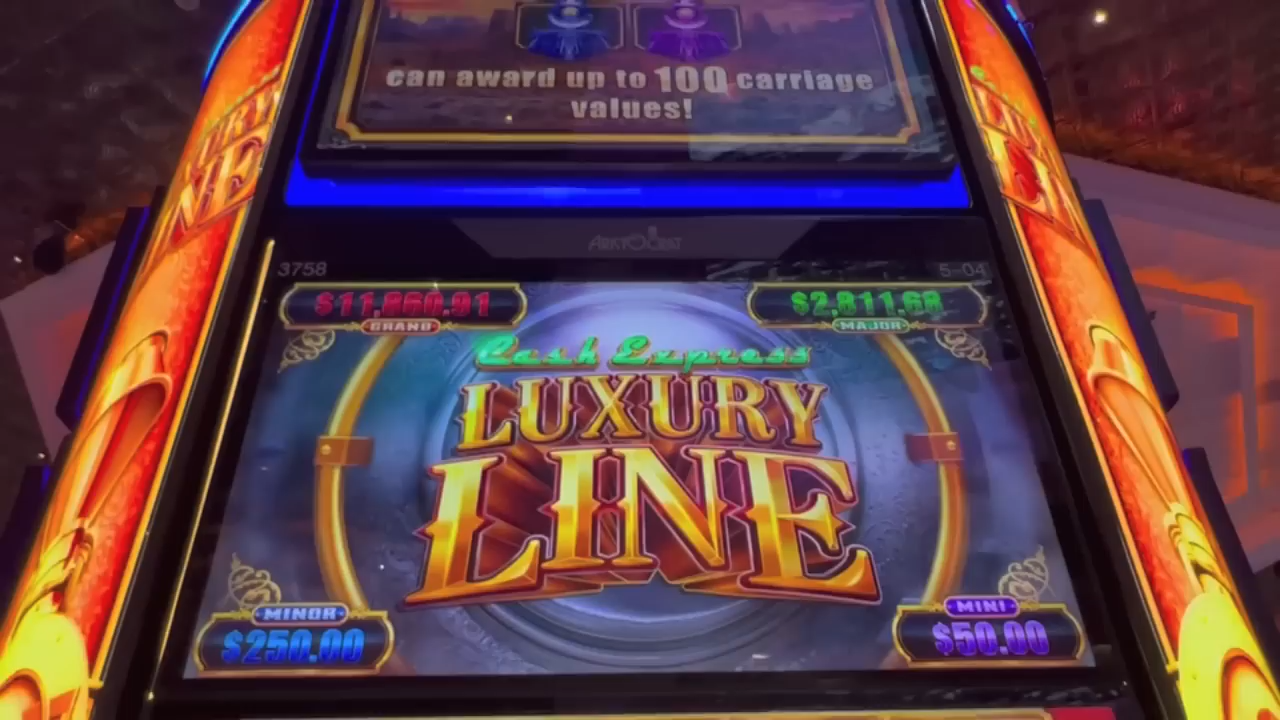 can award up to 100 carriage
values!
ARISTOCRAT
3758
5-04
$11,860.91
GRAND
$2,811.68
MAJOR
Cash Express
LUXURY
LINE
MINOR
$250.00
MINI
$50.00